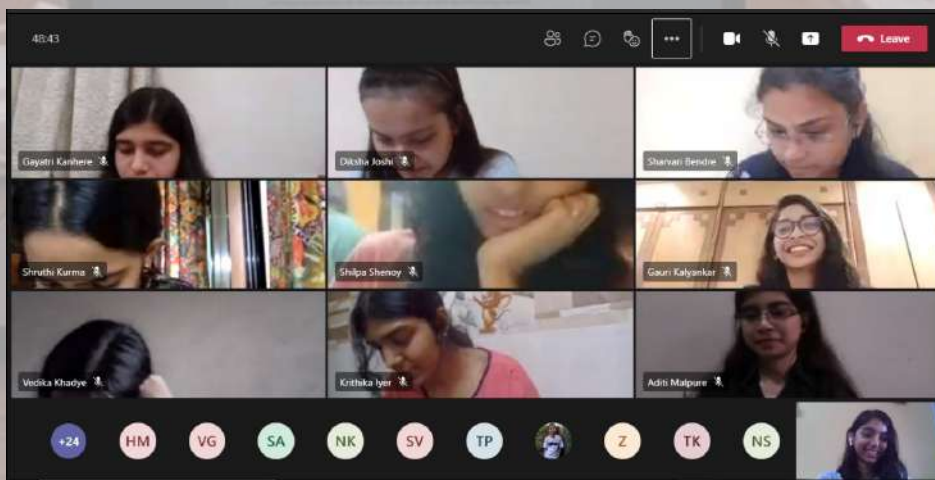 48:43
Leave
Gayatri Kanhere
Diksha Joshi
Sharvari Bendre
Shruthi Kurma
Shilpa Shenoy
Gauri Kalyankar
Vedika Khadye
Krithika Iyer
Aditi Malpure
+24 HM VG SA NK SV TP Z TK NS